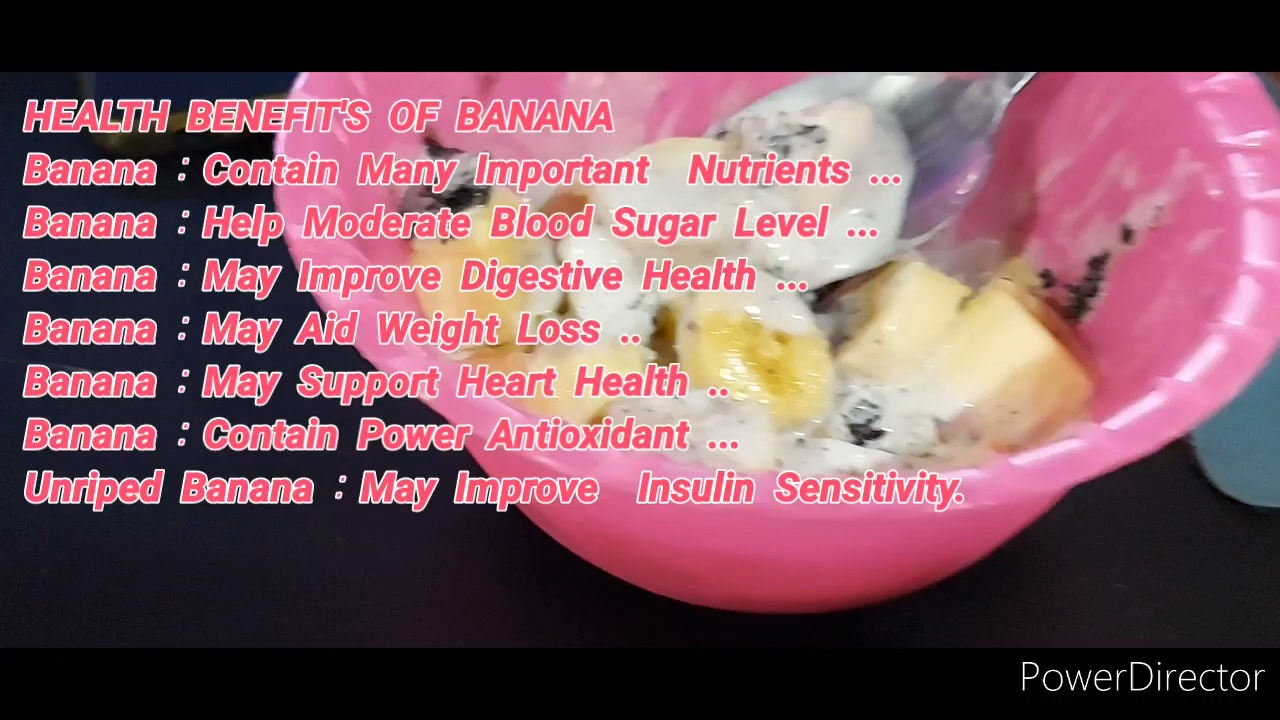 HEALTH BENEFIT'S OF BANANA
Banana : Contain Many Important Nutrients ...
Banana : Help Moderate Blood Sugar Level ...
Banana : May Improve Digestive Health ...
Banana : May Aid Weight Loss ..
Banana : May Support Heart Health ..
Banana : Contain Power Antioxidant ...
Unriped Banana : May Improve Insulin Sensitivity.
PowerDirector